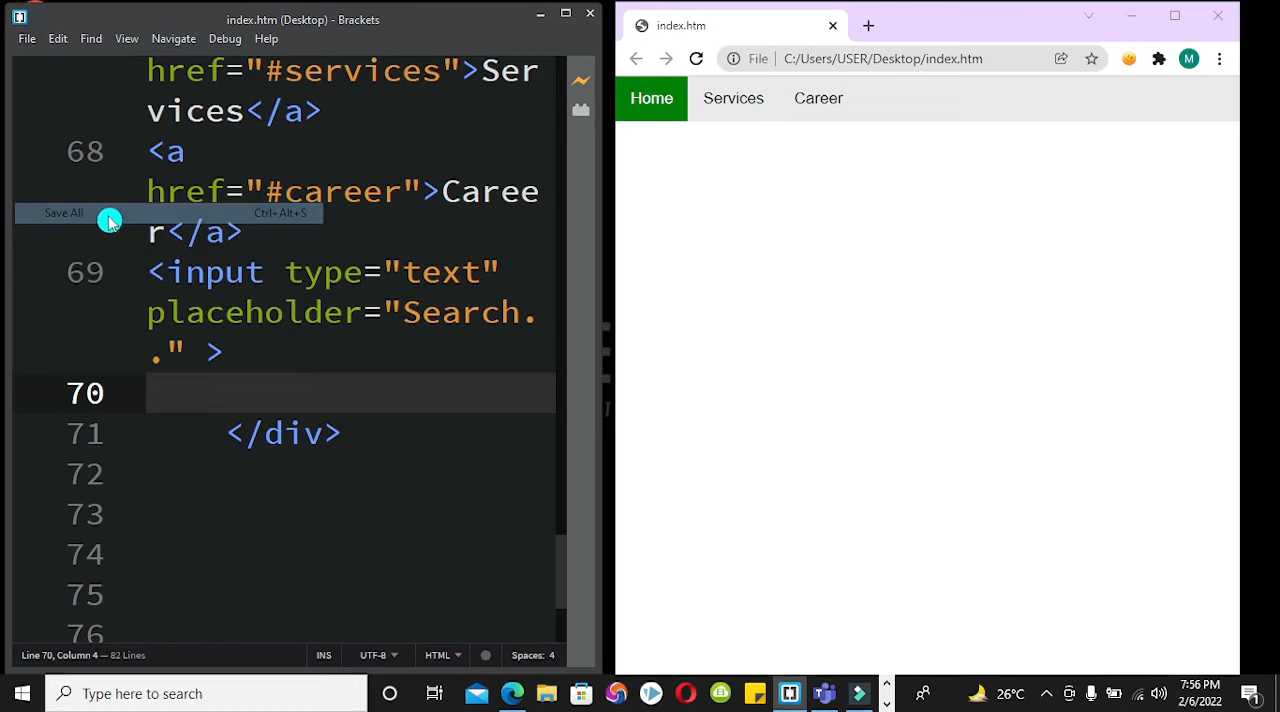 index.htm (Desktop) - Brackets
File Edit Find View Navigate Debug Help
href="#services">Ser
vices</a>
68 <a
href="#career">Caree
Save All Ctrl+Alt+S
r</a>
69 <input type="text"
placeholder="Search.
." >
70
71 </div>
72
73
74
75
76
Line 70, Column 4 — 82 Lines
INS UTF-8 HTML Spaces: 4
index.htm
File C:/Users/USER/Desktop/index.htm M
Home Services Career
Type here to search
26°C
7:56 PM
2/6/2022
1